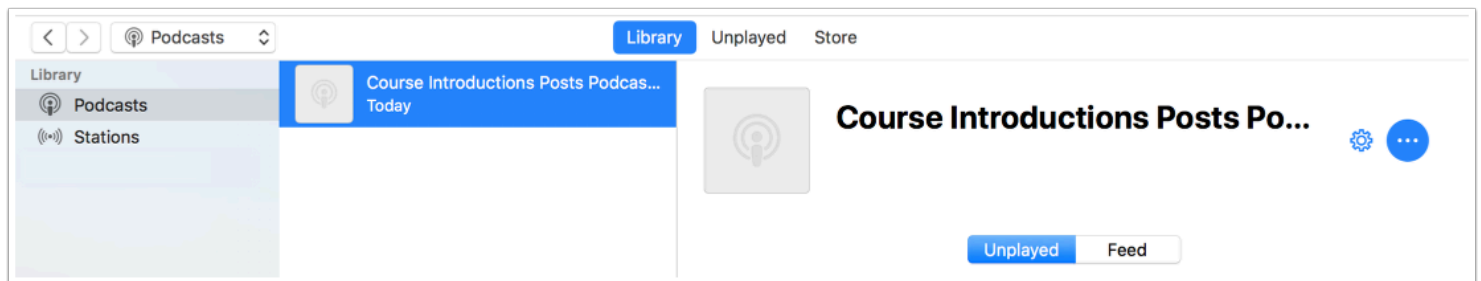 Podcasts
Library Unplayed Store
Library
Podcasts
Stations
Course Introductions Posts Podcas...
Today
Course Introductions Posts Po...
Unplayed Feed